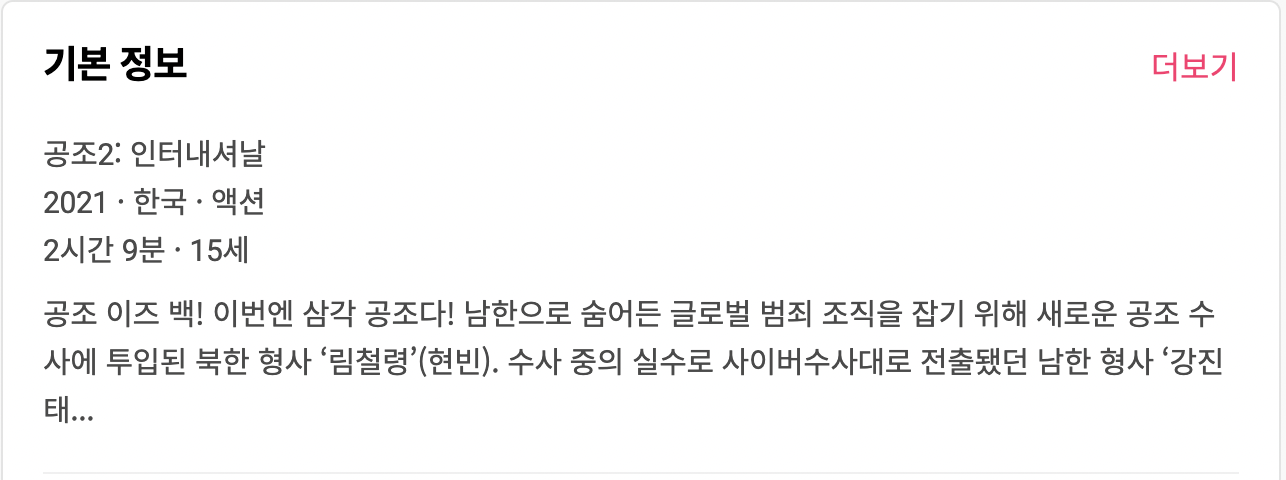 기본 정보
더보기
공조2: 인터내셔날
2021 · 한국 · 액션
2시간 9분 · 15세
공조 이즈 백! 이번엔 삼각 공조다! 남한으로 숨어든 글로벌 범죄 조직을 잡기 위해 새로운 공조 수
사에 투입된 북한 형사 ‘림철령’(현빈). 수사 중의 실수로 사이버수사대로 전출됐던 남한 형사 ‘강진
태...